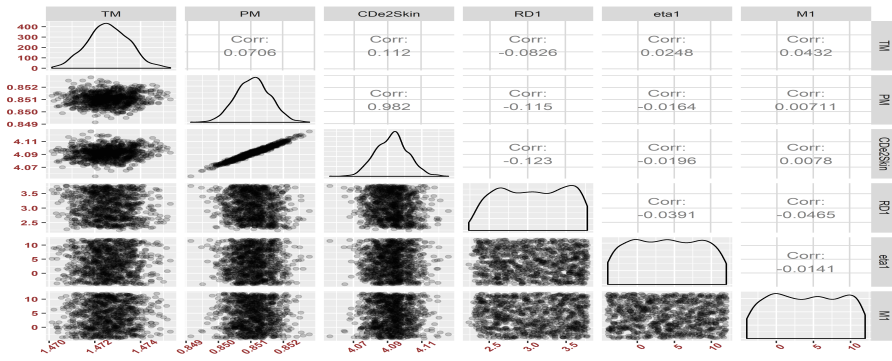 TM PM CDe2Skin RD1 eta1 M1
400
300
200
100
0
Corr:
0.0706
Corr:
0.112
Corr:
-0.0826
Corr:
0.0248
Corr:
0.0432
TM
0.852
0.851
0.850
0.849
Corr:
0.982
Corr:
-0.115
Corr:
-0.0164
Corr:
0.00711
PM
4.11
4.09
4.07
Corr:
-0.123
Corr:
-0.0196
Corr:
0.0078
CDe2Skin
3.5
3.0
2.5
Corr:
-0.0391
Corr:
-0.0465
RD1
10
5
0
Corr:
-0.0141
eta1
10
5
0
M1
1.470 1.472 1.474 0.849 0.850 0.851 0.852 4.07 4.09 4.11 2.5 3.0 3.5 0 5 10 0 5 10